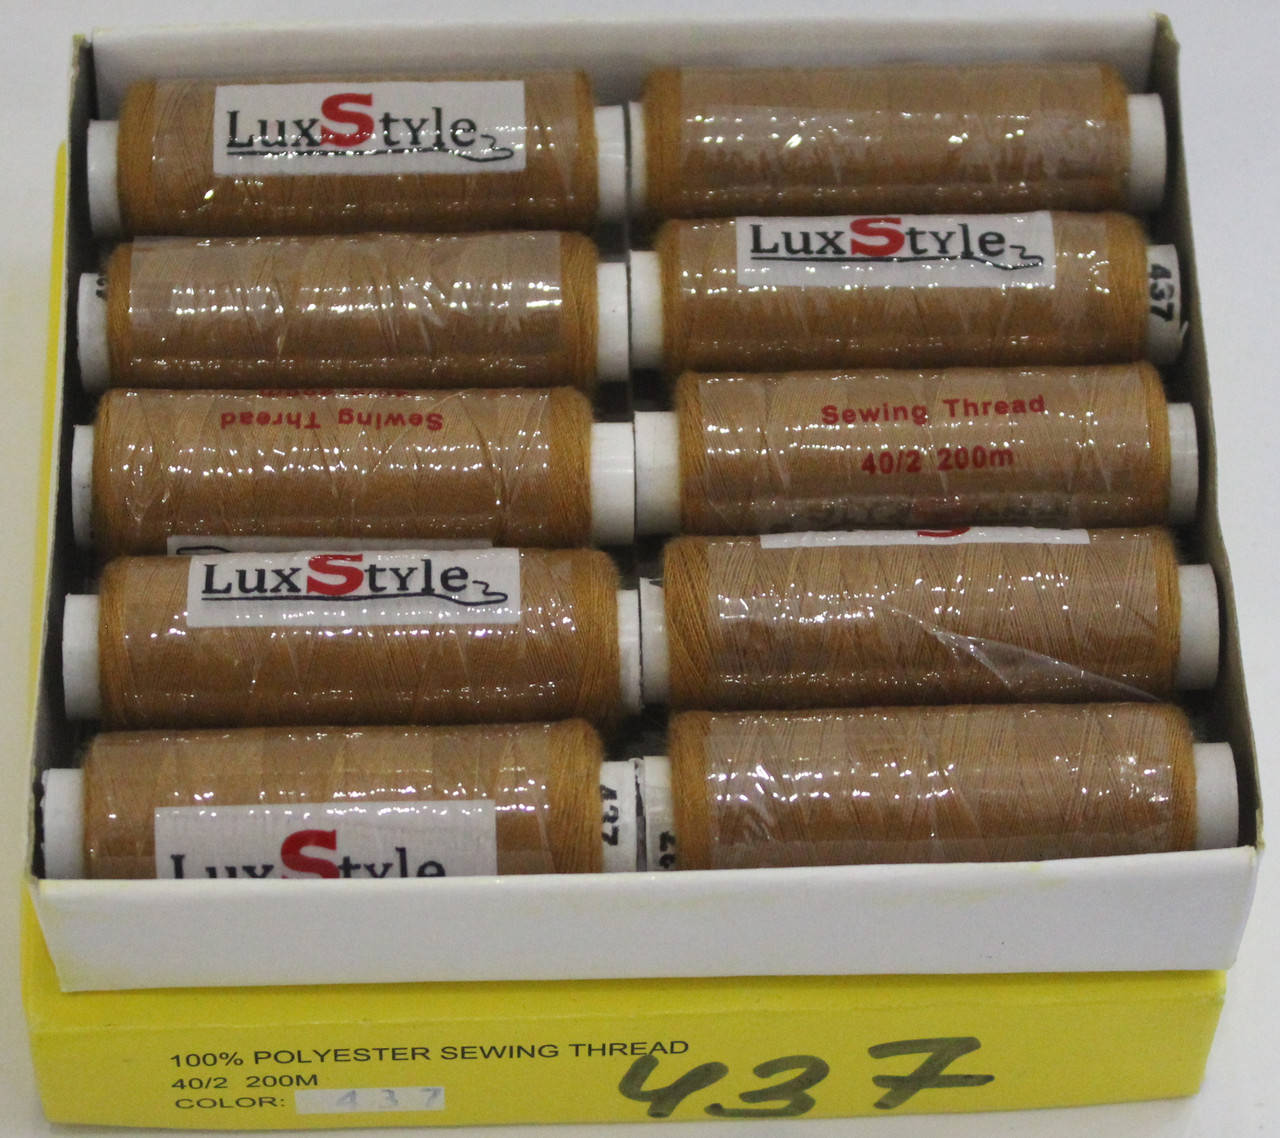 LuxStyle
LuxStyle
437
Sewing Thread
Sewing Thread
40/2 200m
LuxStyle
437
LuxStyle
100% POLYESTER SEWING THREAD
40/2 200M
COLOR: 437
437